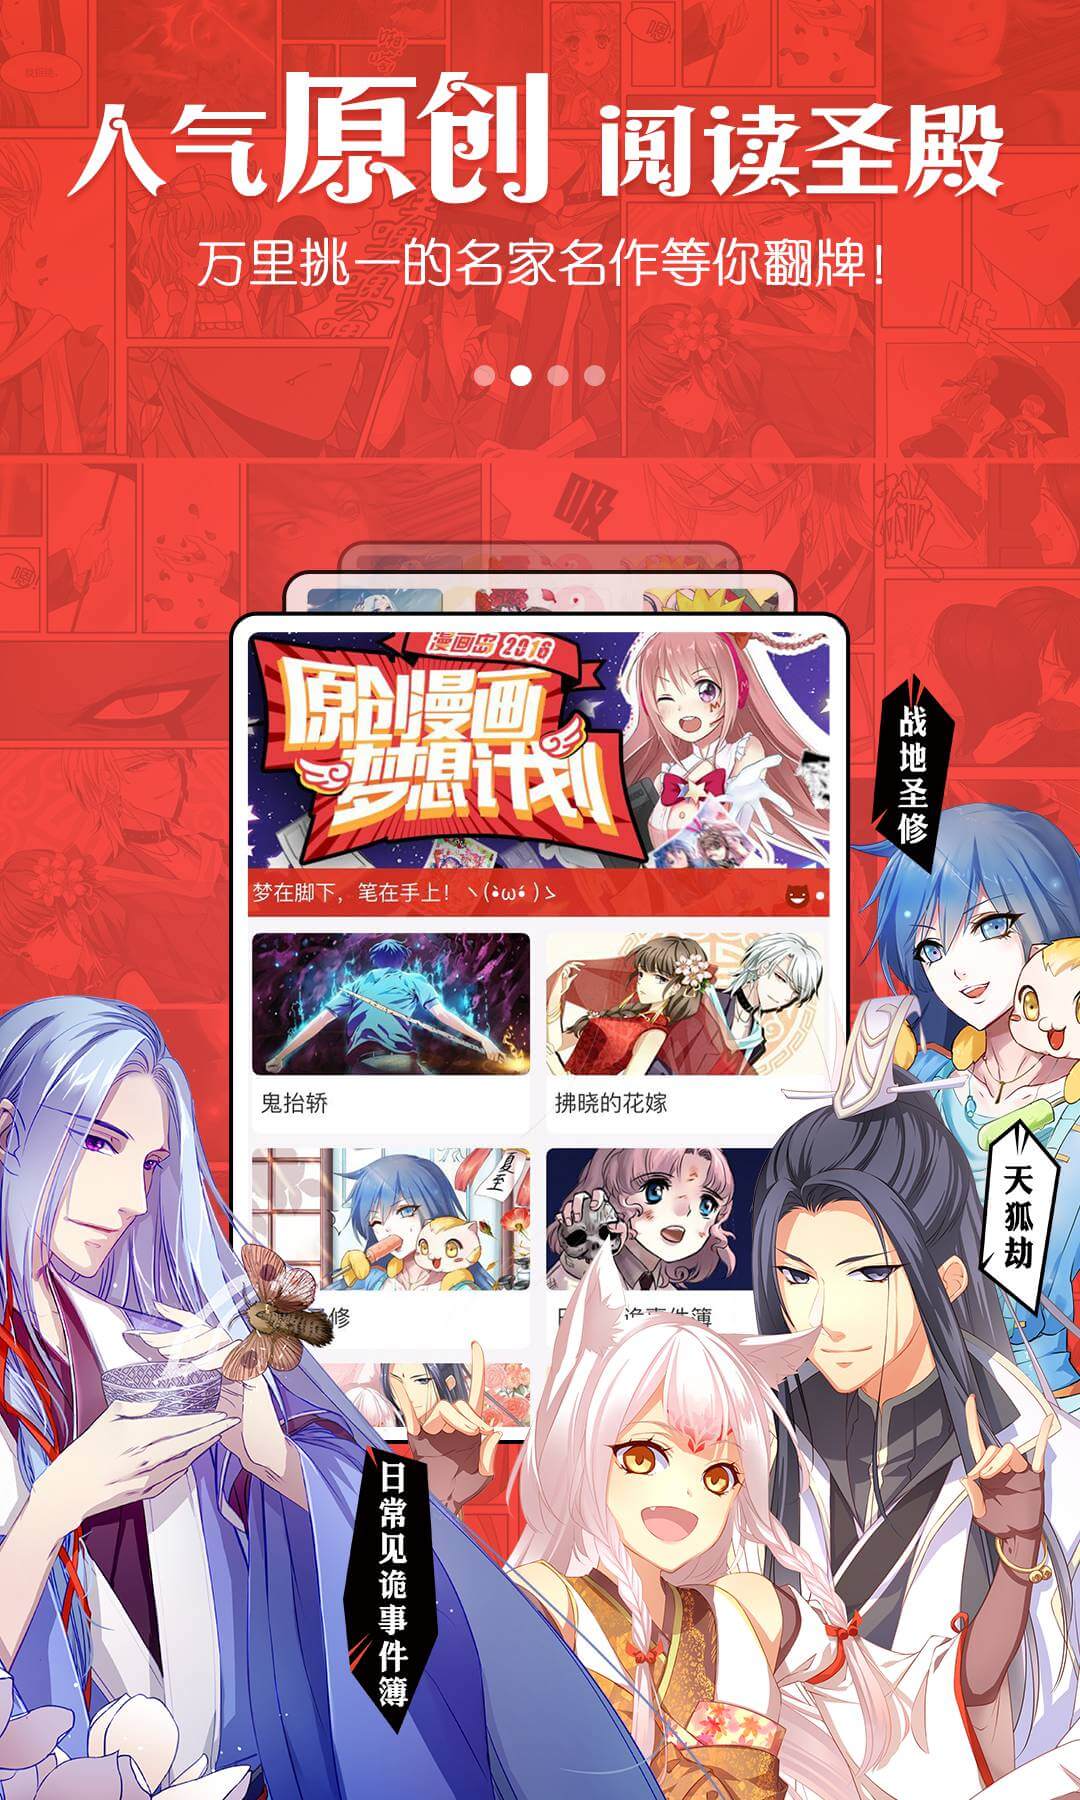 人气原创 阅读圣殿
万里挑一的名家名作等你翻牌！
吸
嗯
漫画岛 2016
原创漫画
梦想计划
梦在脚下，笔在手上！ヽ(•̀ω•́ )ゝ
战地圣修
鬼抬轿
拂晓的花嫁
夏至
天狐劫
修
诡事件簿
日常见诡事件簿